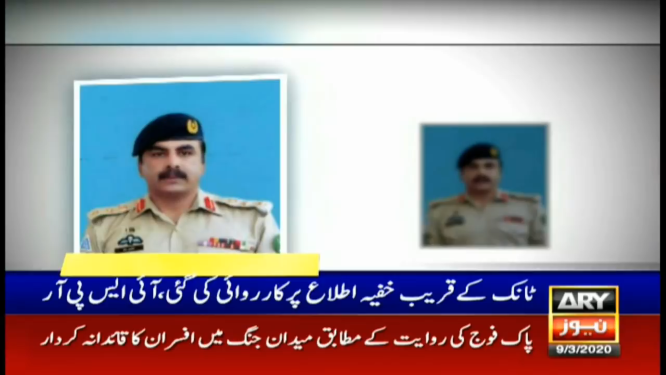 ٹانک کے قریب خفیہ اطلاع پر کارروائی کی گئی، آئی ایس پی آر
پاک فوج کی روایت کے مطابق میدان جنگ میں افسران کا قائدانہ کردار
ARY
نیوز
9/3/2020